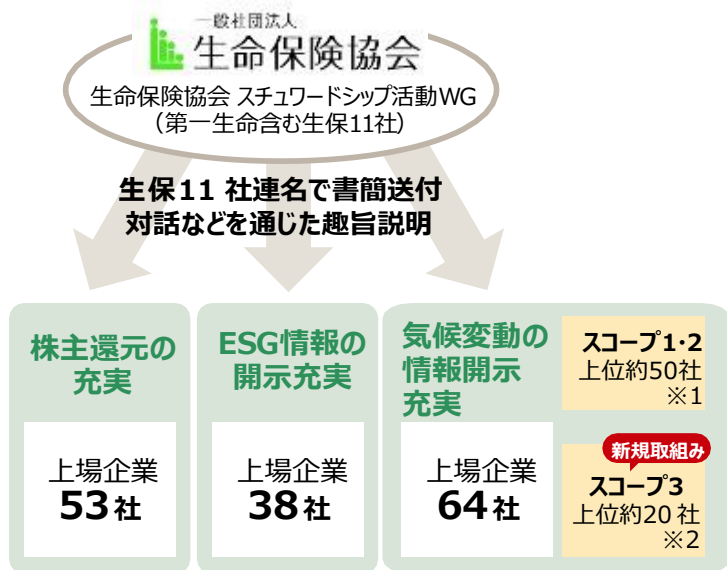 一般社団法人
生命保険協会
生命保険協会 スチュワードシップ活動WG
（第一生命含む生保11社）
生保11 社連名で書簡送付
対話などを通じた趣旨説明
株主還元の
充実
上場企業
53社
ESG情報の
開示充実
上場企業
38社
気候変動の
情報開示
充実
上場企業
64社
スコープ1・2
上位約50社
※1
新規取組み
スコープ3
上位約20 社
※2